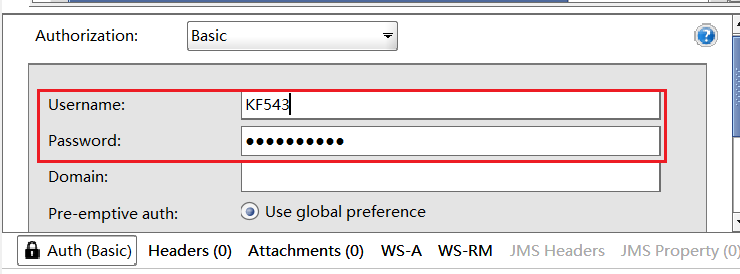 Authorization: Basic
Username: KF543
Password: ●●●●●●●●●●
Domain:
Pre-emptive auth: Use global preference
Auth (Basic) Headers (0) Attachments (0) WS-A WS-RM JMS Headers JMS Property (0)